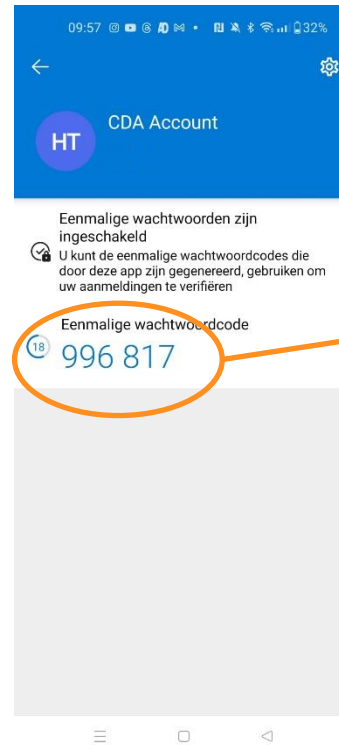 09:57 32%
CDA Account
HT
Eenmalige wachtwoorden zijn
ingeschakeld
U kunt de eenmalige wachtwoordcodes die
door deze app zijn gegenereerd, gebruiken om
uw aanmeldingen te verifiëren
Eenmalige wachtwoordcode
18
996 817